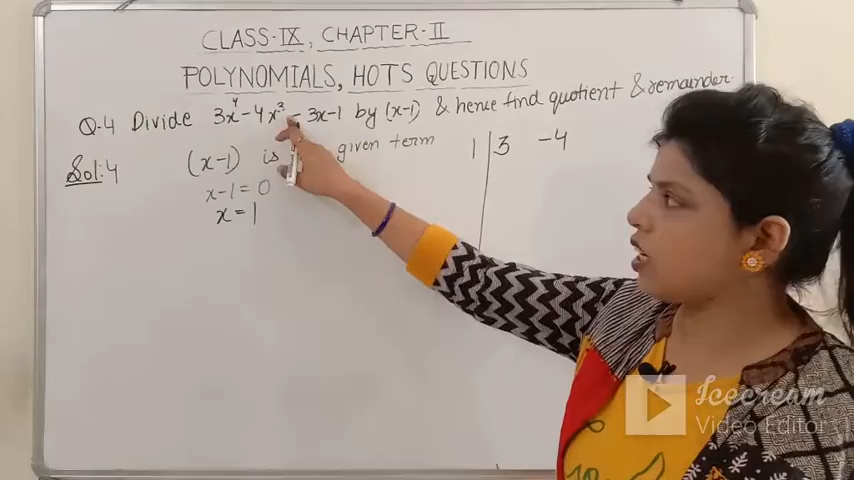 CLASS-IX, CHAPTER-II
POLYNOMIALS, HOTS QUESTIONS
Q.4 Divide 3x⁴-4x³-3x-1 by (x-1) & hence find quotient & remainder.
Sol:4 (x-1) is given term
x-1=0
x=1
1 | 3 -4
Icecream
Video Editor